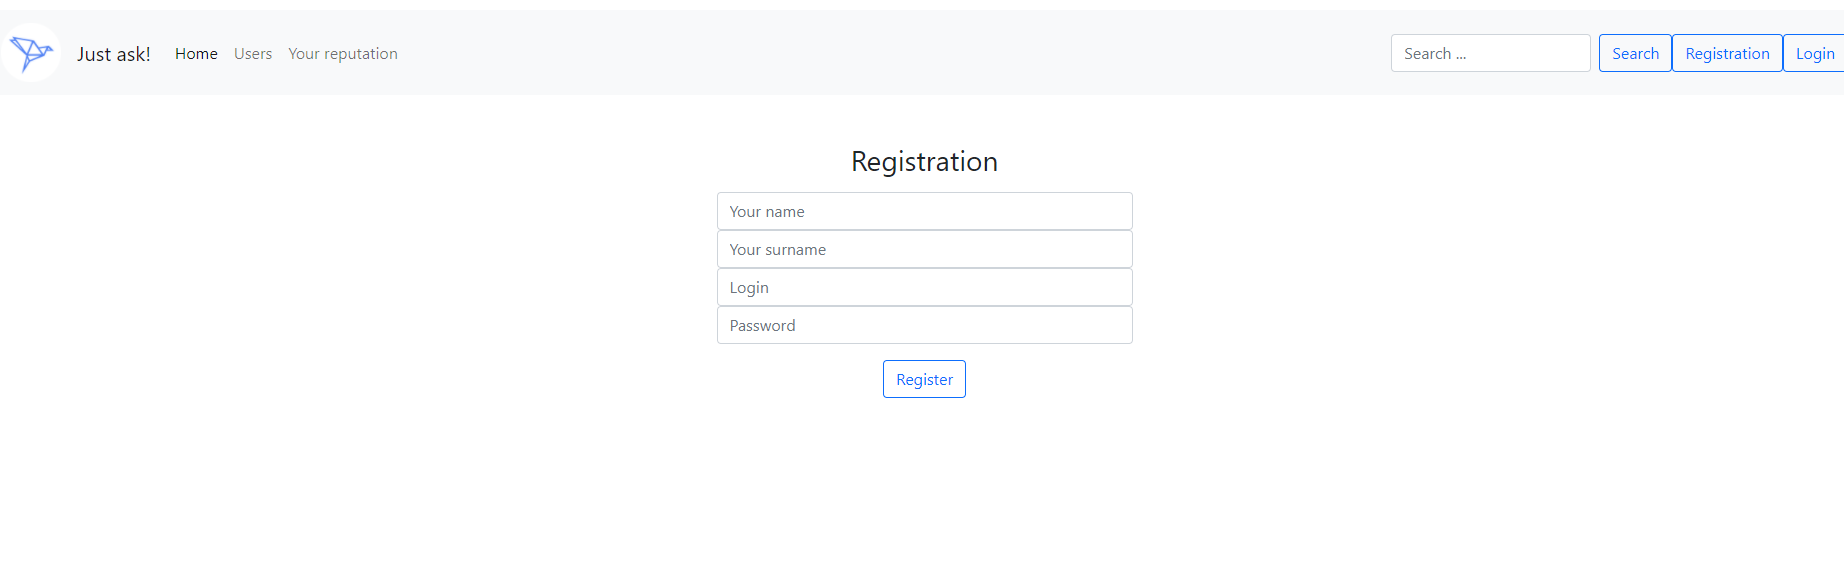 Just ask! Home Users Your reputation Search ... Search Registration Login
Registration
Your name
Your surname
Login
Password
Register